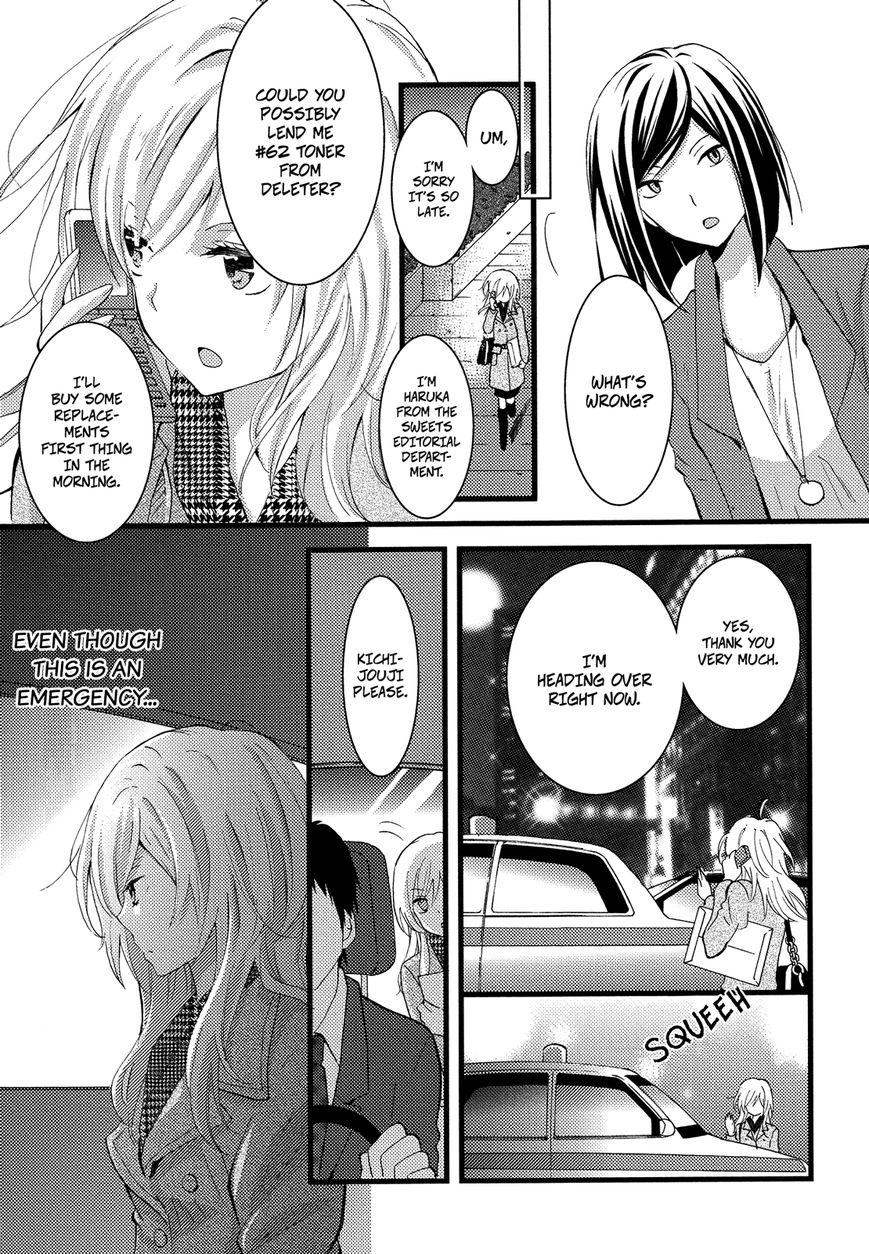 WHAT'S
WRONG?
UM,
I'M
SORRY
IT'S SO
LATE.
I'M
HARUKA
FROM THE
SWEETS
EDITORIAL
DEPART-
MENT.
COULD YOU
POSSIBLY
LEND ME
#62 TONER
FROM
DELETER?
I'LL
BUY SOME
REPLACE-
MENTS
FIRST THING
IN THE
MORNING.
YES,
THANK YOU
VERY MUCH.
I'M
HEADING OVER
RIGHT NOW.
SQUEEH
KICHI-
JOUJI
PLEASE.
EVEN THOUGH
THIS IS AN
EMERGENCY...